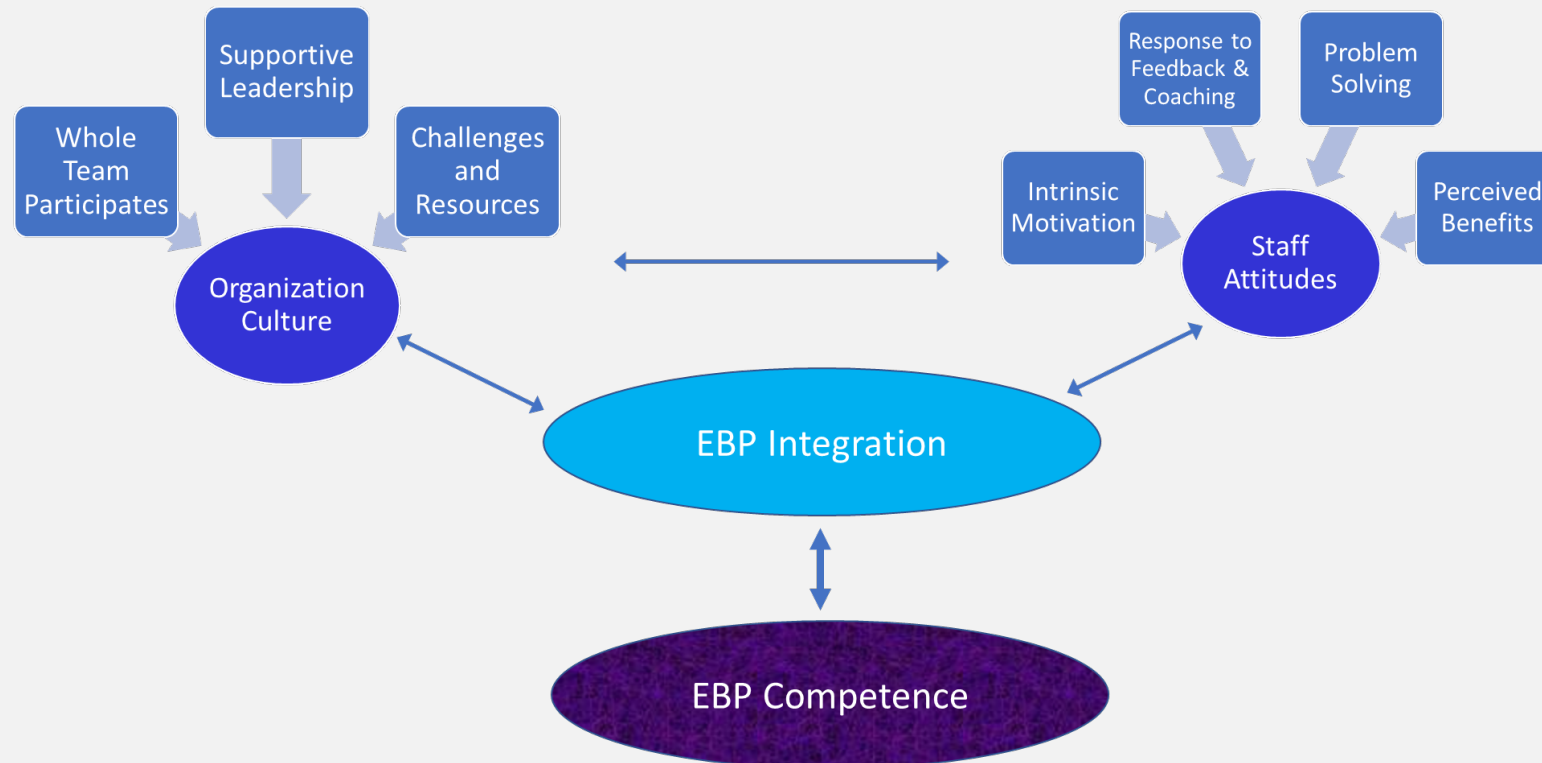 Supportive
Leadership
Whole
Team
Participates
Challenges
and
Resources
Organization
Culture
Response to
Feedback &
Coaching
Problem
Solving
Intrinsic
Motivation
Perceived
Benefits
Staff
Attitudes
EBP Integration
EBP Competence